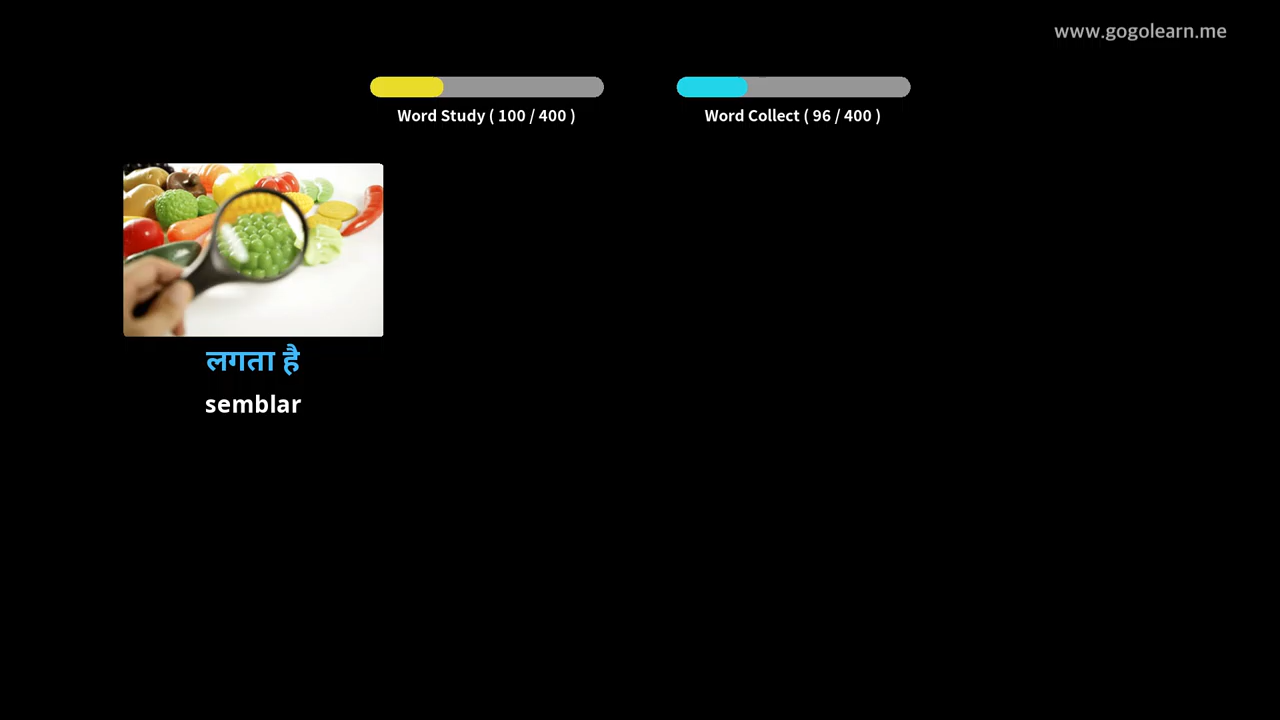 www.gogolearn.me
Word Study ( 100 / 400 )
Word Collect ( 96 / 400 )
लगता है
semblar